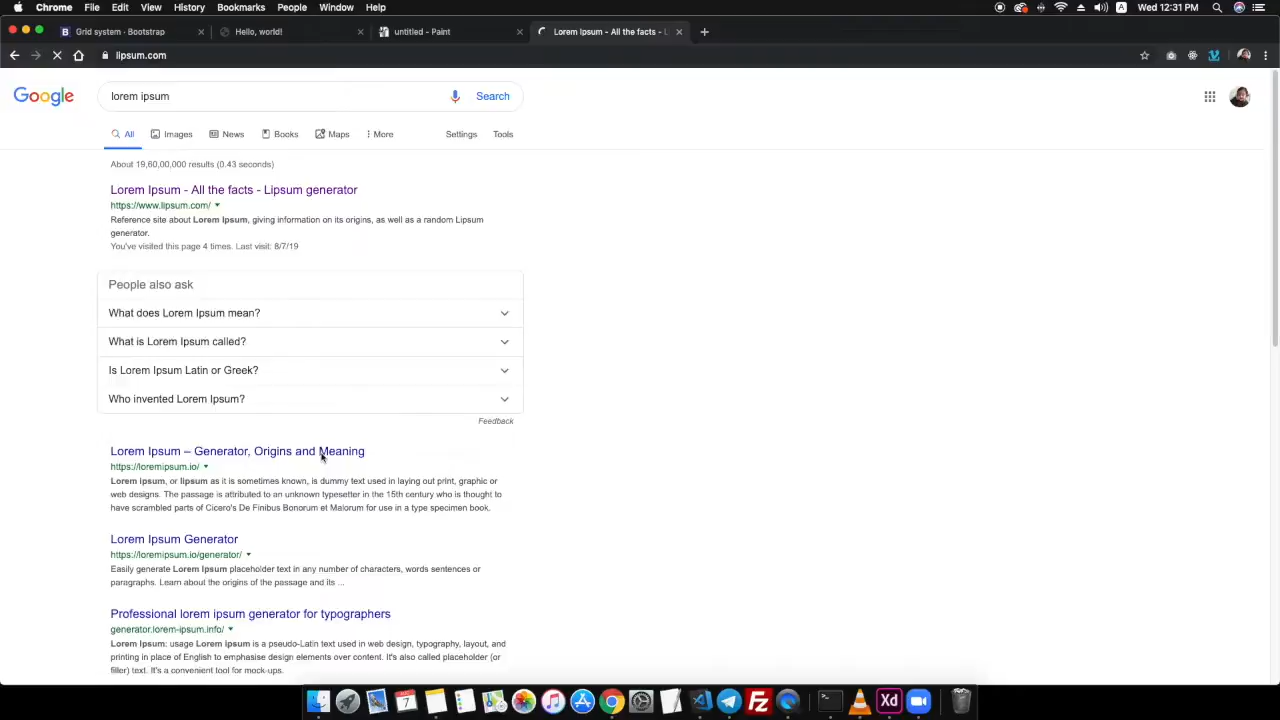 Chrome File Edit View History Bookmarks People Window Help
A Wed 12:31 PM
Grid system · Bootstrap
Hello, world!
untitled - Paint
Lorem Ipsum - All the facts - L
lipsum.com
Google
lorem ipsum
Search
All Images News Books Maps More Settings Tools
About 19,60,00,000 results (0.43 seconds)
Lorem Ipsum - All the facts - Lipsum generator
https://www.lipsum.com/
Reference site about Lorem Ipsum, giving information on its origins, as well as a random Lipsum
generator.
You've visited this page 4 times. Last visit: 8/7/19
People also ask
What does Lorem Ipsum mean?
What is Lorem Ipsum called?
Is Lorem Ipsum Latin or Greek?
Who invented Lorem Ipsum?
Feedback
Lorem Ipsum – Generator, Origins and Meaning
https://loremipsum.io/
Lorem ipsum, or lipsum as it is sometimes known, is dummy text used in laying out print, graphic or
web designs. The passage is attributed to an unknown typesetter in the 15th century who is thought to
have scrambled parts of Cicero's De Finibus Bonorum et Malorum for use in a type specimen book.
Lorem Ipsum Generator
https://loremipsum.io/generator/
Easily generate Lorem Ipsum placeholder text in any number of characters, words sentences or
paragraphs. Learn about the origins of the passage and its ...
Professional lorem ipsum generator for typographers
generator.lorem-ipsum.info/
Lorem Ipsum: usage Lorem ipsum is a pseudo-Latin text used in web design, typography, layout, and
printing in place of English to emphasise design elements over content. It's also called placeholder (or
filler) text. It's a convenient tool for mock-ups.
7
Fz
Xd